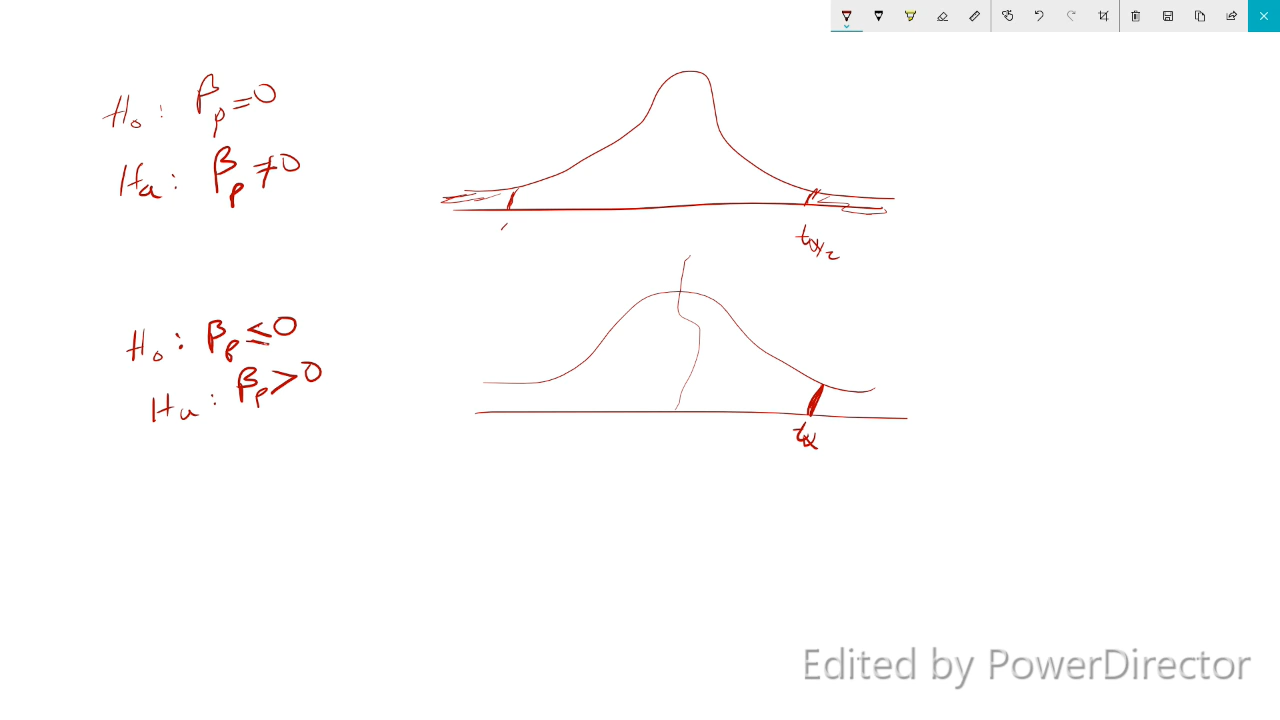 H₀ : βₚ = 0
Hₐ : βₚ ≠ 0
t_α/₂
H₀ : βₚ ≤ 0
Hₐ : βₚ > 0
t_α
Edited by PowerDirector